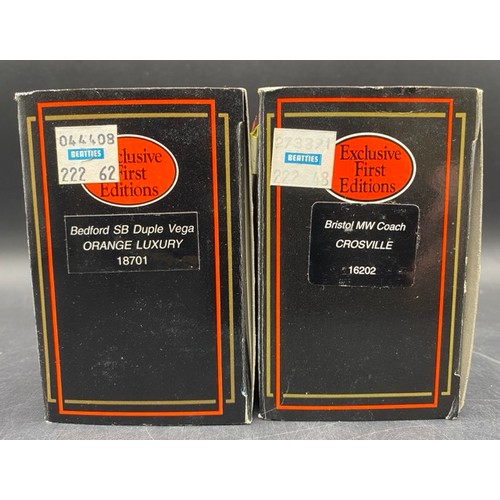 044408
BEATTIES
222 62
Exclusive
First
Editions
Bedford SB Duple Vega
ORANGE LUXURY
18701
273371
BEATTIES
222 48
Exclusive
First
Editions
Bristol MW Coach
CROSVILLE
16202